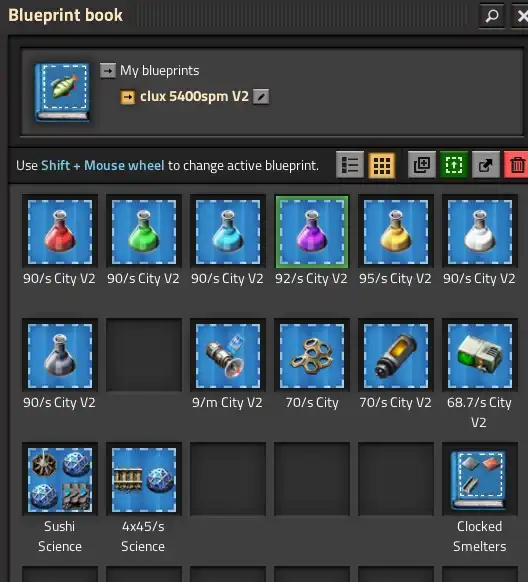 Blueprint book
My blueprints
clux 5400spm V2
Use Shift + Mouse wheel to change active blueprint.
90/s City V2
90/s City V2
90/s City V2
92/s City V2
95/s City V2
90/s City V2
90/s City V2
9/m City V2
70/s City
70/s City V2
68.7/s City
V2
Sushi
Science
4x45/s
Science
Clocked
Smelters